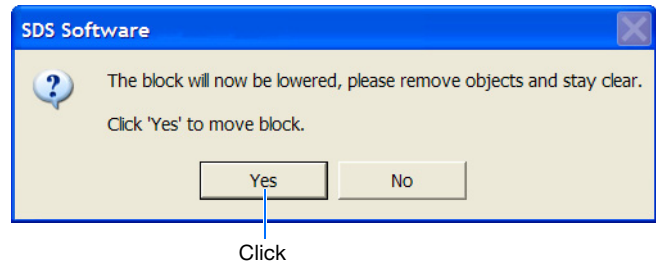 SDS Software
The block will now be lowered, please remove objects and stay clear.
Click 'Yes' to move block.
Yes No
Click